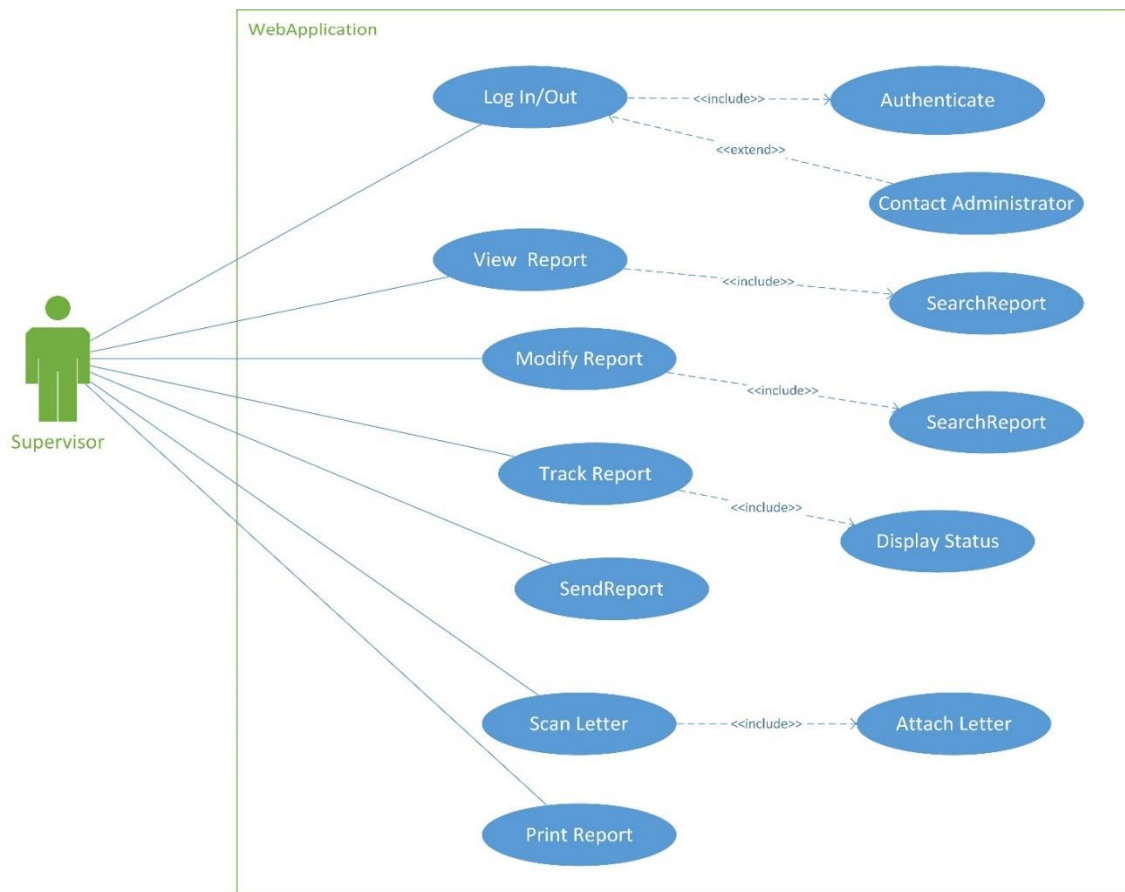 WebApplication
Log In/Out
<<include>>
Authenticate
<<extend>>
Contact Administrator
View  Report
<<include>>
SearchReport
Modify Report
<<include>>
SearchReport
Supervisor
Track Report
<<include>>
Display Status
SendReport
Scan Letter
<<include>>
Attach Letter
Print Report